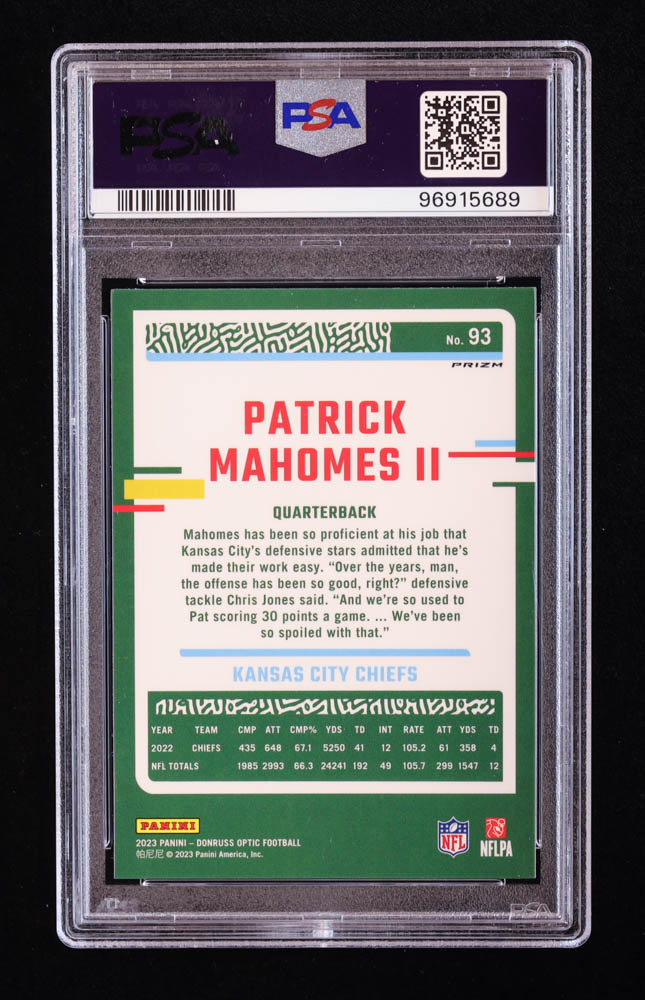 PSA
PSA
96915689
No. 93
PRIZM
PATRICK
MAHOMES II
QUARTERBACK
Mahomes has been so proficient at his job that
Kansas City's defensive stars admitted that he's
made their work easy. “Over the years, man,
the offense has been so good, right?” defensive
tackle Chris Jones said. “And we're so used to
Pat scoring 30 points a game. ... We've been
so spoiled with that.”
KANSAS CITY CHIEFS
YEAR TEAM CMP ATT CMP% YDS TD INT RATE ATT YDS TD
2022 CHIEFS 435 648 67.1 5250 41 12 105.2 61 358 4
NFL TOTALS 1985 2993 66.3 24241 192 49 105.7 299 1547 12
PANINI
2023 PANINI – DONRUSS OPTIC FOOTBALL
帕尼尼 © 2023 Panini America, Inc.
NFL
NFLPA
PSA